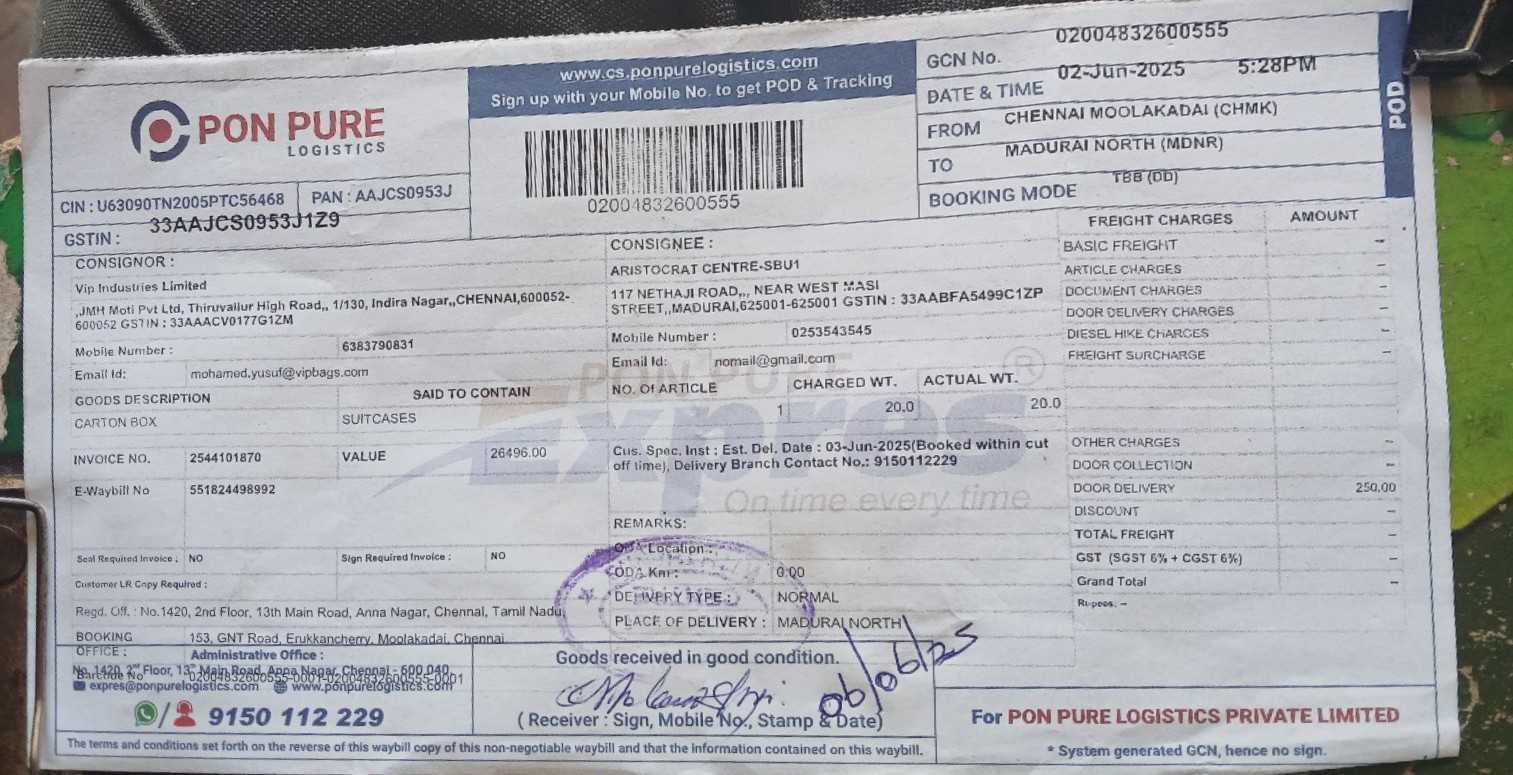 PON PURE
LOGISTICS
www.cs.ponpurelogistics.com
Sign up with your Mobile No. to get POD & Tracking
02004832600555
GCN No. 02004832600555
DATE & TIME 02-Jun-2025 5:28PM
FROM CHENNAI MOOLAKADAI (CHMK)
TO MADURAI NORTH (MDNR)
BOOKING MODE TBB (DD)
POD
CIN : U63090TN2005PTC56468 PAN : AAJCS0953J
GSTIN : 33AAJCS0953J1Z9
CONSIGNOR :
Vip Industries Limited
,JMH Moti Pvt Ltd, Thiruvallur High Road,, 1/130, Indira Nagar,,CHENNAI,600052-
600052 GSTIN : 33AAACV0177G1ZM
Mobile Number : 6383790831
Email Id: mohamed.yusuf@vipbags.com
GOODS DESCRIPTION SAID TO CONTAIN
CARTON BOX SUITCASES
INVOICE NO. 2544101870 VALUE 26496.00
E-Waybill No 551824498992
Seal Required Invoice : NO Sign Required Invoice : NO
Customer LR Copy Required :
Regd. Off. : No.1420, 2nd Floor, 13th Main Road, Anna Nagar, Chennai, Tamil Nadu
BOOKING OFFICE : 153, GNT Road, Erukkancherry, Moolakadai, Chennai
CONSIGNEE :
ARISTOCRAT CENTRE-SBU1
117 NETHAJI ROAD,,, NEAR WEST MASI
STREET,,MADURAI,625001-625001 GSTIN : 33AABFA5499C1ZP
Mobile Number : 0253543545
Email Id: nomail@gmail.com
NO. Of ARTICLE CHARGED WT. ACTUAL WT.
1 20.0 20.0
Cus. Spec. Inst : Est. Del. Date : 03-Jun-2025(Booked within cut
off time), Delivery Branch Contact No.: 9150112229
PON PURE
Expres
®
On time every time
REMARKS:
ODA Location :
ODA Km : 0.00
DELIVERY TYPE : NORMAL
PLACE OF DELIVERY : MADURAI NORTH
FREIGHT CHARGES AMOUNT
BASIC FREIGHT –
ARTICLE CHARGES –
DOCUMENT CHARGES –
DOOR DELIVERY CHARGES –
DIESEL HIKE CHARGES –
FREIGHT SURCHARGE –
OTHER CHARGES –
DOOR COLLECTION –
DOOR DELIVERY 250.00
DISCOUNT –
TOTAL FREIGHT –
GST (SGST 6% + CGST 6%) –
Grand Total –
Rupees. –
Administrative Office :
No. 1420, 2nd Floor, 13th Main Road, Anna Nagar, Chennai - 600 040.
Barcode No 02004832600555-0001-02004832600555-0001
expres@ponpurelogistics.com www.ponpurelogistics.com
9150 112 229
Goods received in good condition.
06/06/25
( Receiver : Sign, Mobile No., Stamp & Date)
For PON PURE LOGISTICS PRIVATE LIMITED
* System generated GCN, hence no sign.
The terms and conditions set forth on the reverse of this waybill copy of this non-negotiable waybill and that the information contained on this waybill.